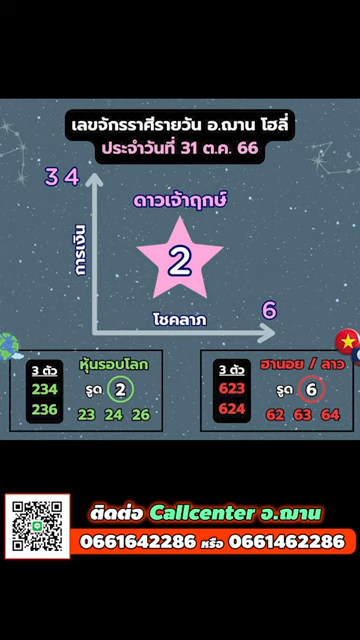 เลขจักรราศีรายวัน อ.ฌาน โฮลี่
ประจำวันที่ 31 ต.ค. 66
3 4
ดาวเจ้าฤกษ์
การเงิน
2
โชคลาภ
6
3 ตัว
234
236
หุ้นรอบโลก
รูด 2
23 24 26
3 ตัว
623
624
ฮานอย / ลาว
รูด 6
62 63 64
ติดต่อ Callcenter อ.ฌาน
0661642286 หรือ 0661462286